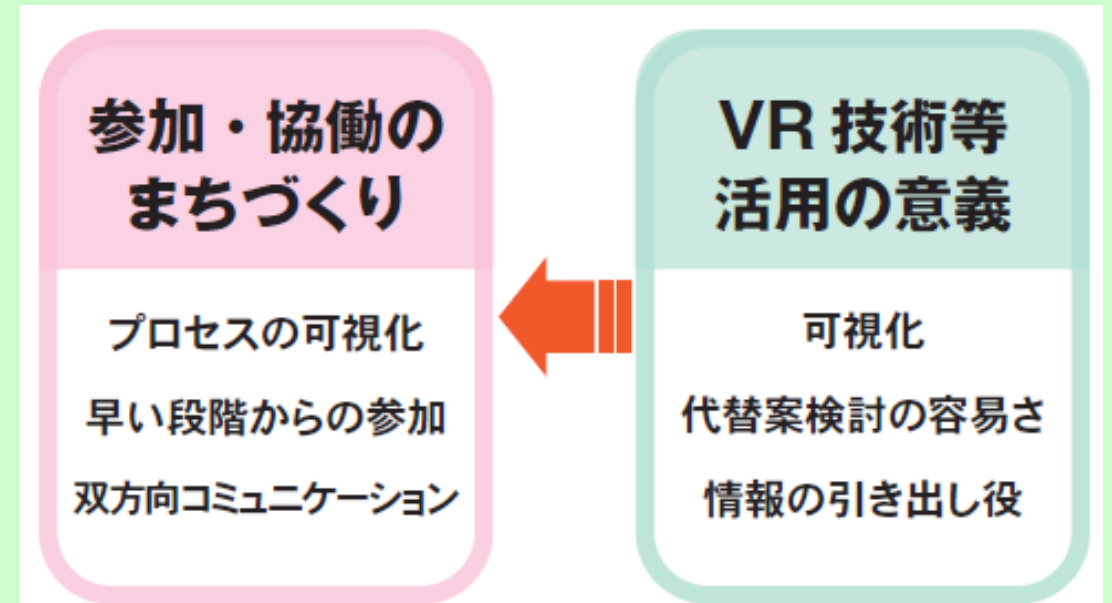 参加・協働の
まちづくり
プロセスの可視化
早い段階からの参加
双方向コミュニケーション
VR 技術等
活用の意義
可視化
代替案検討の容易さ
情報の引き出し役